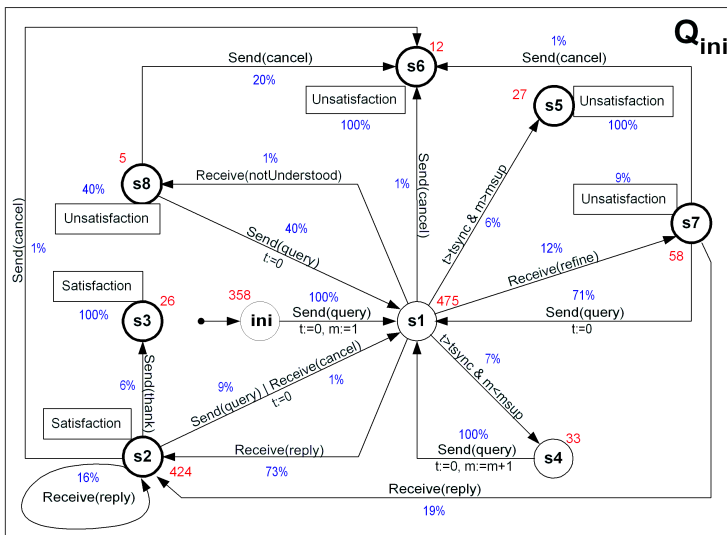 Q_ini
1%
Send(cancel)
12
s6
Send(cancel)
20%
Unsatisfaction
100%
27
s5
Unsatisfaction
100%
5
s8
40%
Unsatisfaction
1%
Receive(notUnderstood)
Send(cancel)
1%
t>tsync & m>msup
6%
9%
Unsatisfaction
s7
58
Send(cancel)
1%
Send(query)
40%
t:=0
12%
Receive(refine)
Satisfaction
100%
26
s3
358
ini
100%
Send(query)
t:=0, m:=1
475
s1
71%
Send(query)
t:=0
t>tsync & m<msup
7%
Send(thank)
6%
9%
Send(query) | Receive(cancel)
t:=0
1%
Satisfaction
s2
424
Receive(reply)
73%
100%
Send(query)
t:=0, m:=m+1
33
s4
16%
Receive(reply)
Receive(reply)
19%